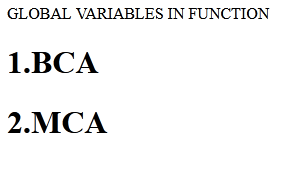 GLOBAL VARIABLES IN FUNCTION
1.BCA
2.MCA